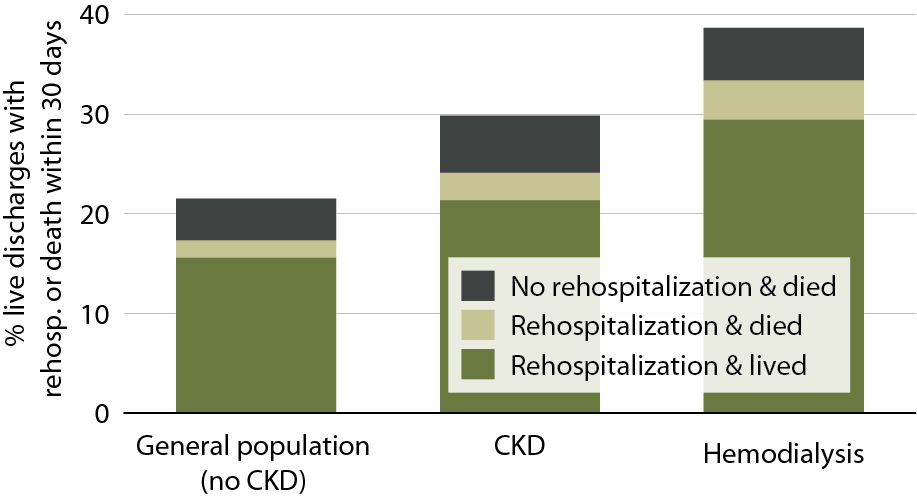 % live discharges with
rehosp. or death within 30 days
40
30
20
10
0
No rehospitalization & died
Rehospitalization & died
Rehospitalization & lived
General population
(no CKD)
CKD
Hemodialysis